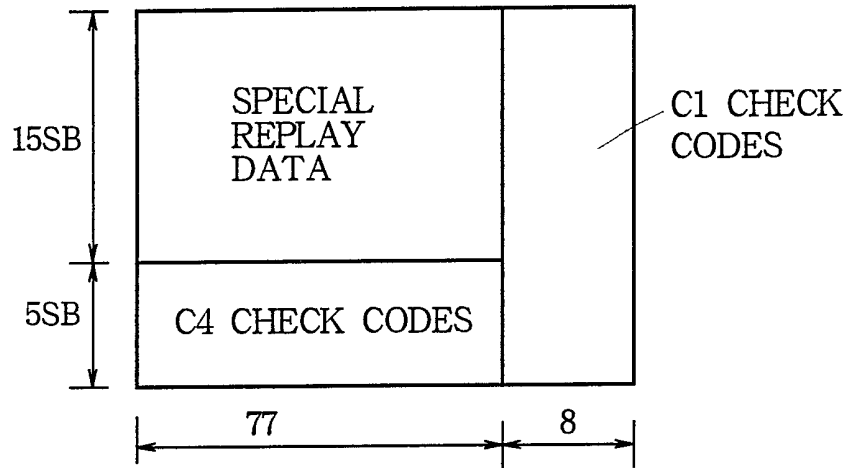 15SB
SPECIAL
REPLAY
DATA
C1 CHECK
CODES
5SB
C4 CHECK CODES
77
8